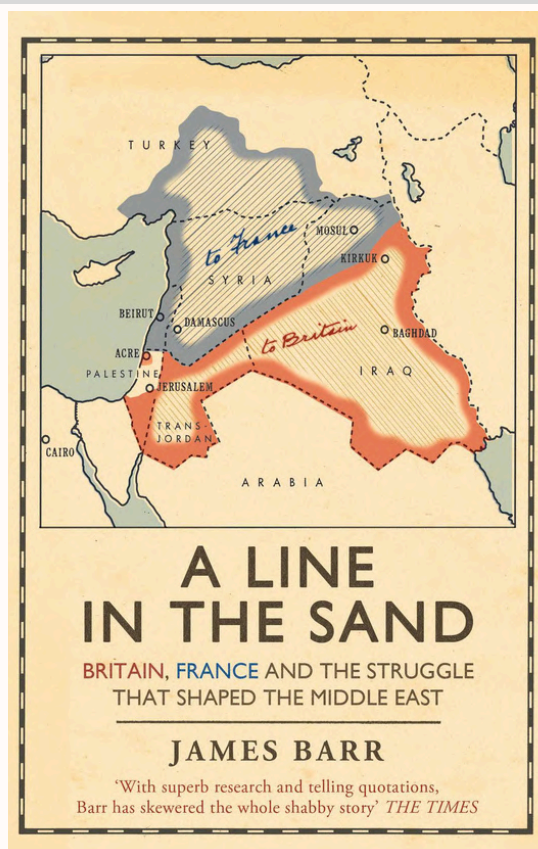 TURKEY
to France
MOSUL
KIRKUK
SYRIA
BEIRUT
DAMASCUS
to Britain
BAGHDAD
ACRE
PALESTINE
IRAQ
JERUSALEM
TRANS-
JORDAN
CAIRO
ARABIA
A LINE
IN THE SAND
BRITAIN, FRANCE AND THE STRUGGLE
THAT SHAPED THE MIDDLE EAST
JAMES BARR
‘With superb research and telling quotations,
Barr has skewered the whole shabby story’ THE TIMES